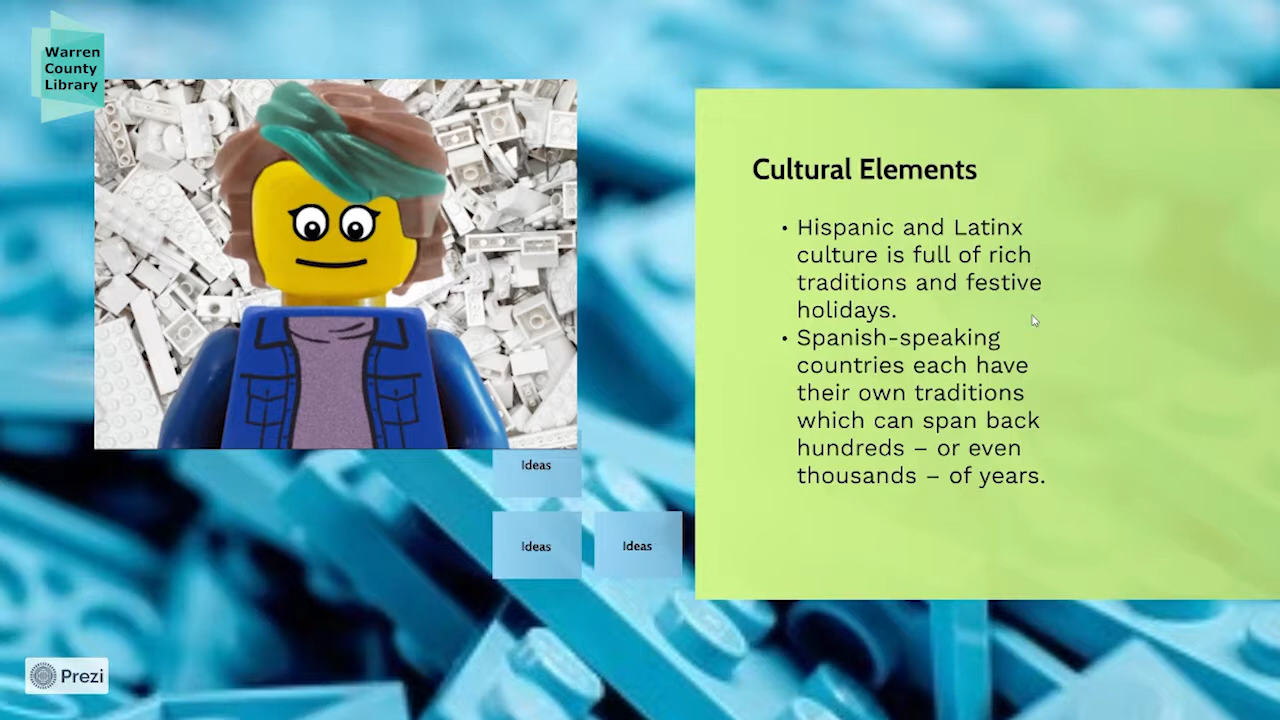 Warren
County
Library
Cultural Elements
• Hispanic and Latinx
culture is full of rich
traditions and festive
holidays.
• Spanish-speaking
countries each have
their own traditions
which can span back
hundreds – or even
thousands – of years.
Ideas
Ideas
Ideas
Prezi